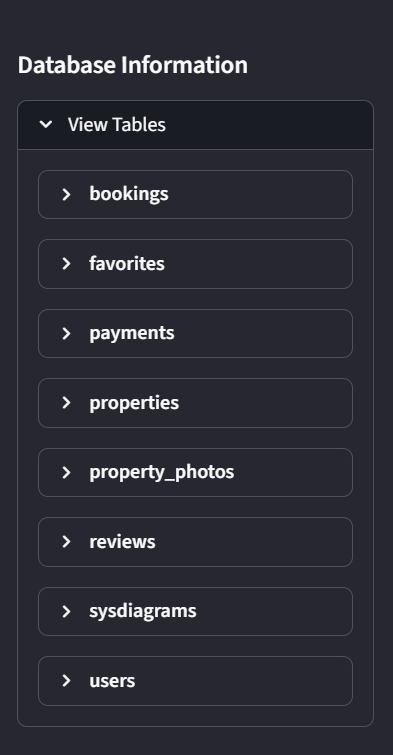 Database Information
View Tables
bookings
favorites
payments
properties
property_photos
reviews
sysdiagrams
users